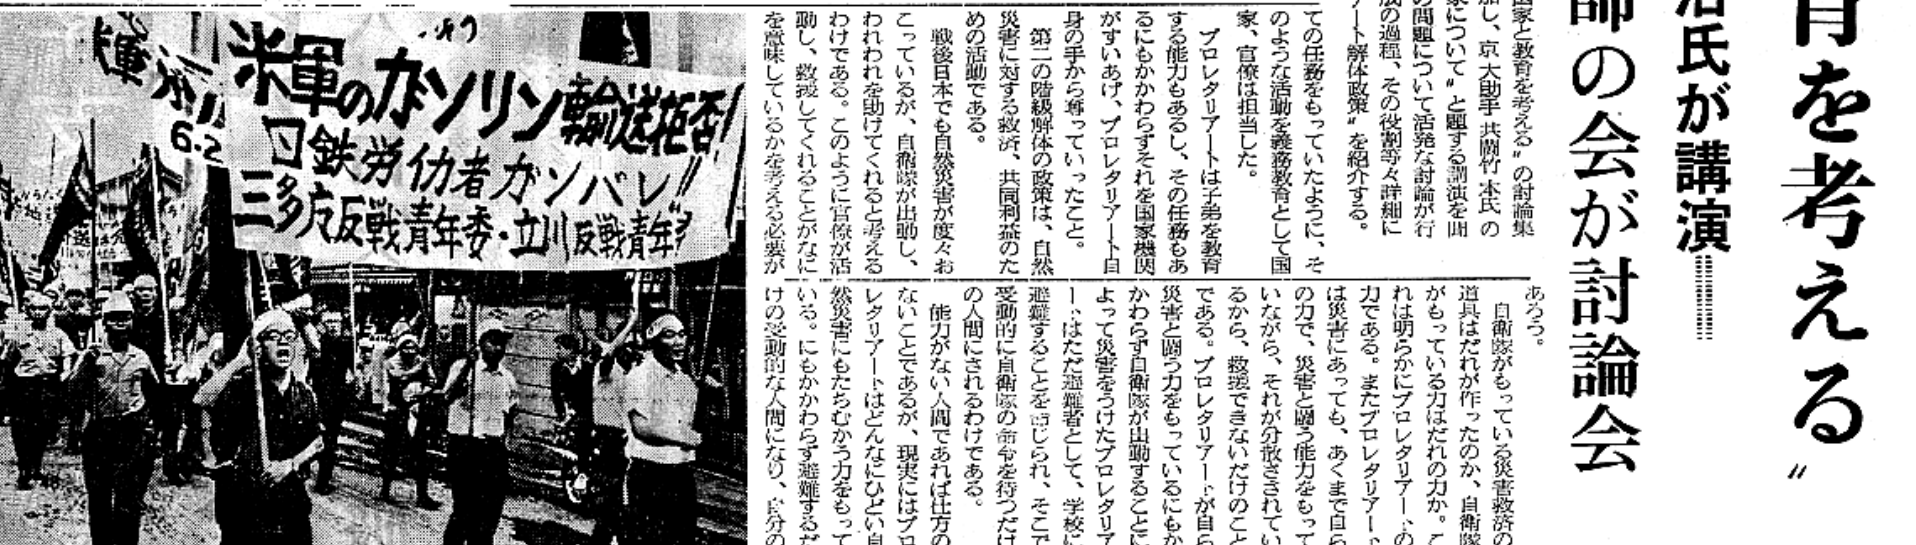 を考える〟
氏が講演
の会が討論会
国家と教育を考える〟の討論集
加し、京大助手 共闘竹本氏の
家について〟と題する講演を聞
の問題について活発な討論が行
成の過程、その役割等々詳細に
ート解体政策〟を紹介する。
ての任務をもっていたように、そ
のような活動を義務教育として国
家、官僚は担当した。
プロレタリアートは子弟を教育
する能力もあるし、その任務もあ
るにもかかわらずそれを国家機関
がすいあげ、プロレタリアート自
身の手から奪っていったこと。
第二の階級解体の政策は、自然
災害に対する救済、共同利益のた
めの活動である。
戦後日本でも自然災害が度々お
こっているが、自衛隊が出動し、
われわれを助けてくれると考える
わけである。このように官僚が活
動し、救援してくれることがなに
を意味しているかを考える必要が
あろう。
自衛隊がもっている災害救済の
道具はだれが作ったのか、自衛隊
がもっている力はだれの力か。こ
れは明らかにプロレタリアートの
力である。またプロレタリアート
は災害にあっても、あくまで自ら
の力で、災害と闘う能力をもって
いながら、それが分散されてい
るから、救援できないだけのこと
である。プロレタリアートが自ら
災害と闘う力をもっているにもか
かわらず自衛隊が出動することに
よって災害をうけたプロレタリア
ートはただ避難者として、学校に
避難することを命じられ、そこで
受動的に自衛隊の命令を待つだけ
の人間にされるわけである。
能力がない人間であれば仕方の
ないことであるが、現実にはプロ
レタリアートはどんなにひどい自
然災害にもたちむかう力をもって
いる。にもかかわらず避難するだ
けの受動的な人間になり、自分の
米軍のガソリン輸送拒否！
国鉄労仂者ガンバレ!!
三多摩反戦青年委・立川反戦青年委
6.2